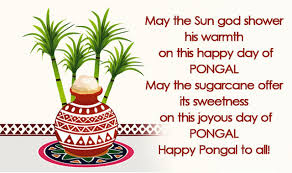 May the Sun god shower
his warmth
on this happy day of
PONGAL
May the sugarcane offer
its sweetness
on this joyous day of
PONGAL
Happy Pongal to all!